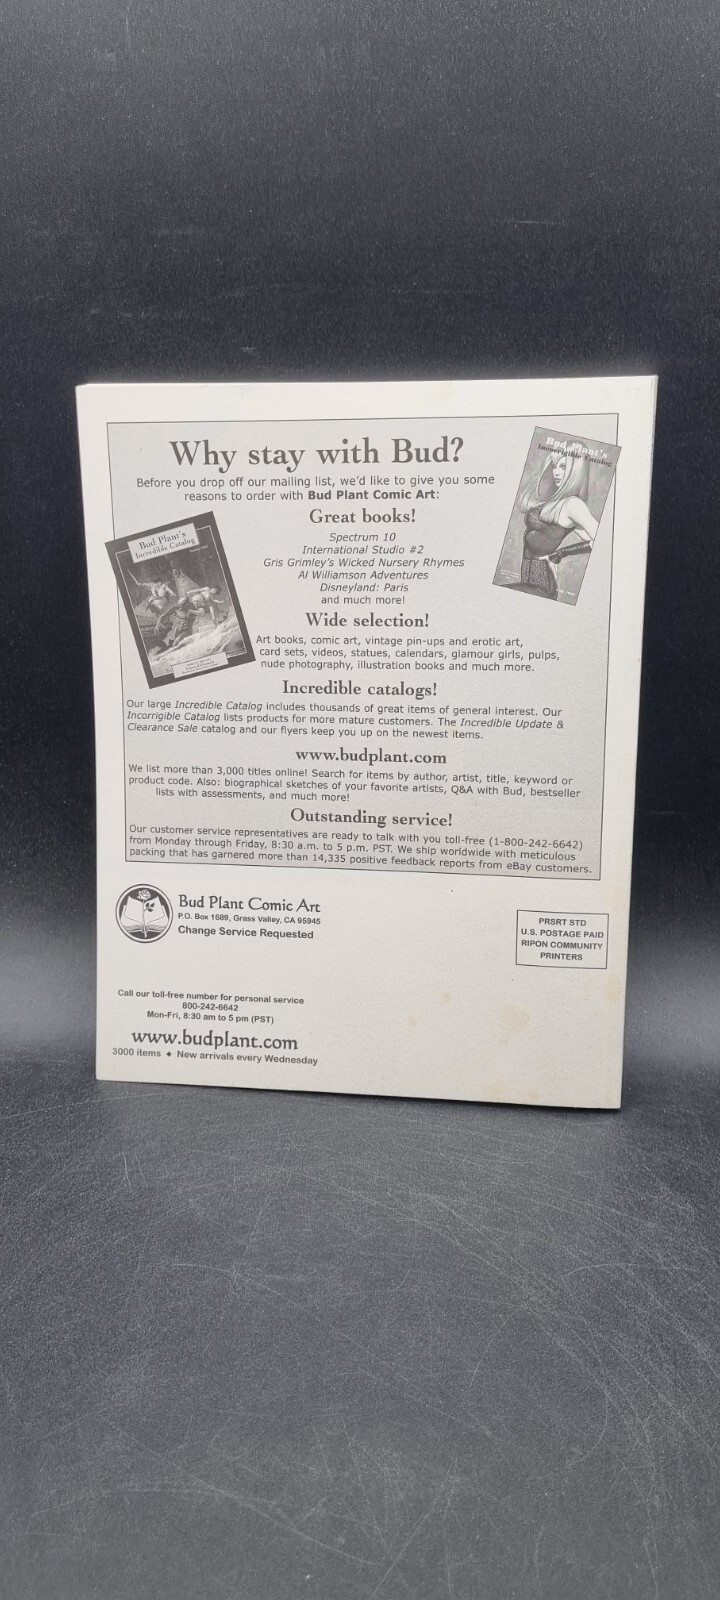 Why stay with Bud?
Before you drop off our mailing list, we'd like to give you some
reasons to order with Bud Plant Comic Art:
Great books!
Spectrum 10
International Studio #2
Gris Grimley's Wicked Nursery Rhymes
Al Williamson Adventures
Disneyland: Paris
and much more!
Bud Plant's
Incorrigible Catalog
Bud Plant's
Incredible Catalog
Wide selection!
Art books, comic art, vintage pin-ups and erotic art,
card sets, videos, statues, calendars, glamour girls, pulps,
nude photography, illustration books and much more.
Incredible catalogs!
Our large Incredible Catalog includes thousands of great items of general interest. Our
Incorrigible Catalog lists products for more mature customers. The Incredible Update &
Clearance Sale catalog and our flyers keep you up on the newest items.
www.budplant.com
We list more than 3,000 titles online! Search for items by author, artist, title, keyword or
product code. Also: biographical sketches of your favorite artists, Q&A with Bud, bestseller
lists with assessments, and much more!
Outstanding service!
Our customer service representatives are ready to talk with you toll-free (1-800-242-6642)
from Monday through Friday, 8:30 a.m. to 5 p.m. PST. We ship worldwide with meticulous
packing that has garnered more than 14,335 positive feedback reports from eBay customers.
Bud Plant Comic Art
P.O. Box 1689, Grass Valley, CA 95945
Change Service Requested
PRSRT STD
U.S. POSTAGE PAID
RIPON COMMUNITY
PRINTERS
Call our toll-free number for personal service
800-242-6642
Mon-Fri, 8:30 am to 5 pm (PST)
www.budplant.com
3000 items ♦ New arrivals every Wednesday